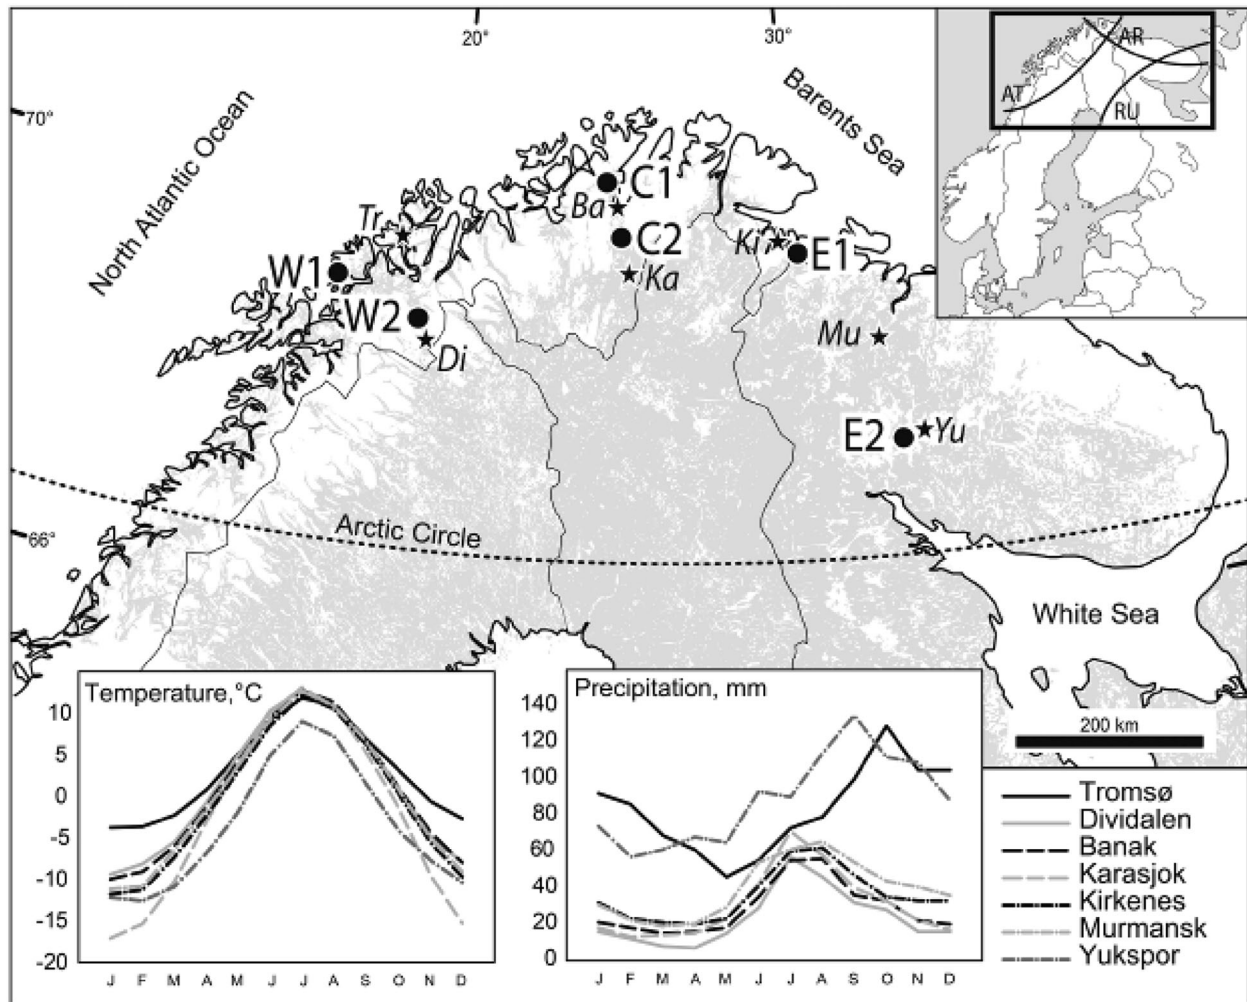 20°
30°
70°
66°
North Atlantic Ocean
Barents Sea
AR
AT
RU
C1
Ba
Tr
C2
Ki
E1
W1
Ka
W2
Di
Mu
E2
Yu
Arctic Circle
White Sea
200 km
Temperature,°C
10
5
0
-5
-10
-15
-20
J F M A M J J A S O N D
Precipitation, mm
140
120
100
80
60
40
20
0
J F M A M J J A S O N D
Tromsø
Dividalen
Banak
Karasjok
Kirkenes
Murmansk
Yukspor